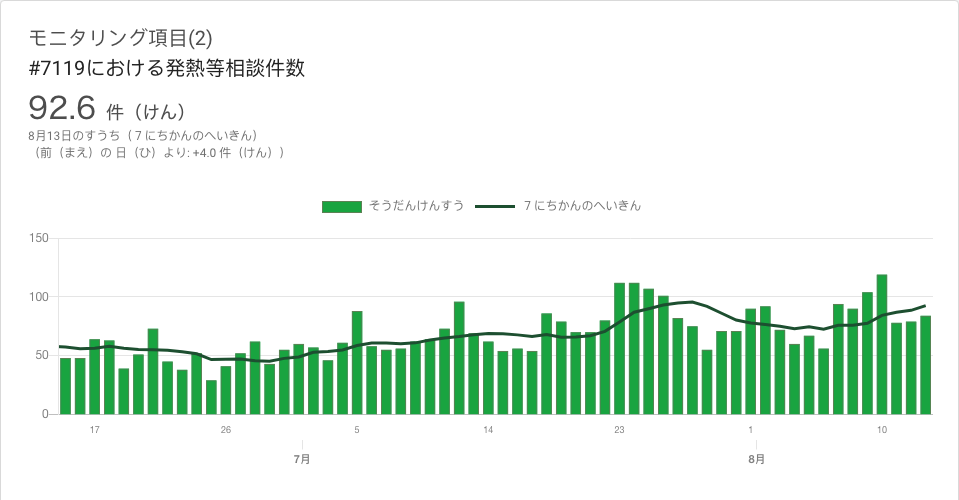 モニタリング項目(2)
#7119における発熱等相談件数
92.6 件（けん）
8月13日のすうち（７にちかんのへいきん）
（前（まえ）の 日（ひ）より: +4.0 件（けん））
そうだんけんすう ７にちかんのへいきん
150
100
50
0
17 26 5 14 23 1 10
7月 8月